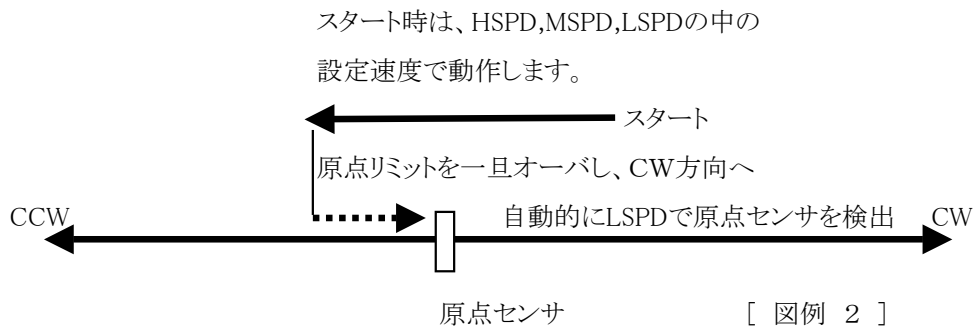 スタート時は、HSPD,MSPD,LSPDの中の
設定速度で動作します。
スタート
原点リミットを一旦オーバし、CW方向へ
CCW
自動的にLSPDで原点センサを検出
CW
原点センサ
[ 図例 2 ]